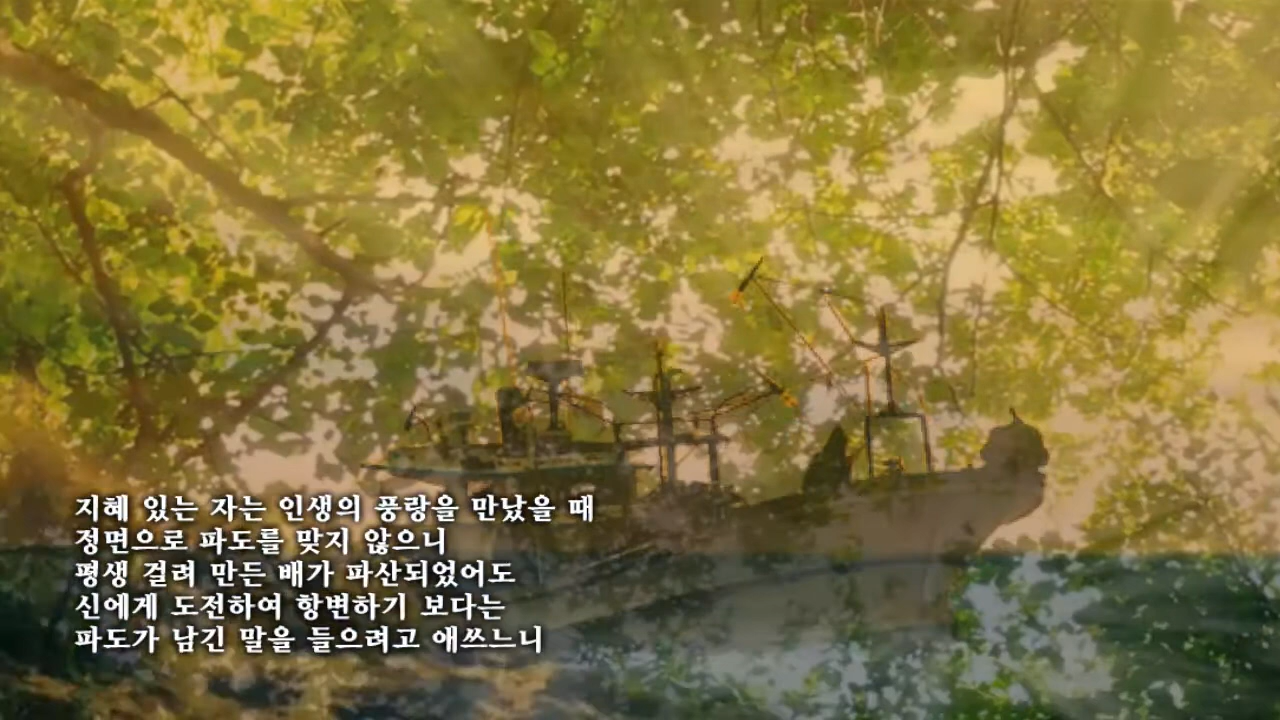 지혜 있는 자는 인생의 풍랑을 만났을 때
정면으로 파도를 맞지 않으니
평생 걸려 만든 배가 파산되었어도
신에게 도전하여 항변하기 보다는
파도가 남긴 말을 들으려고 애쓰느니